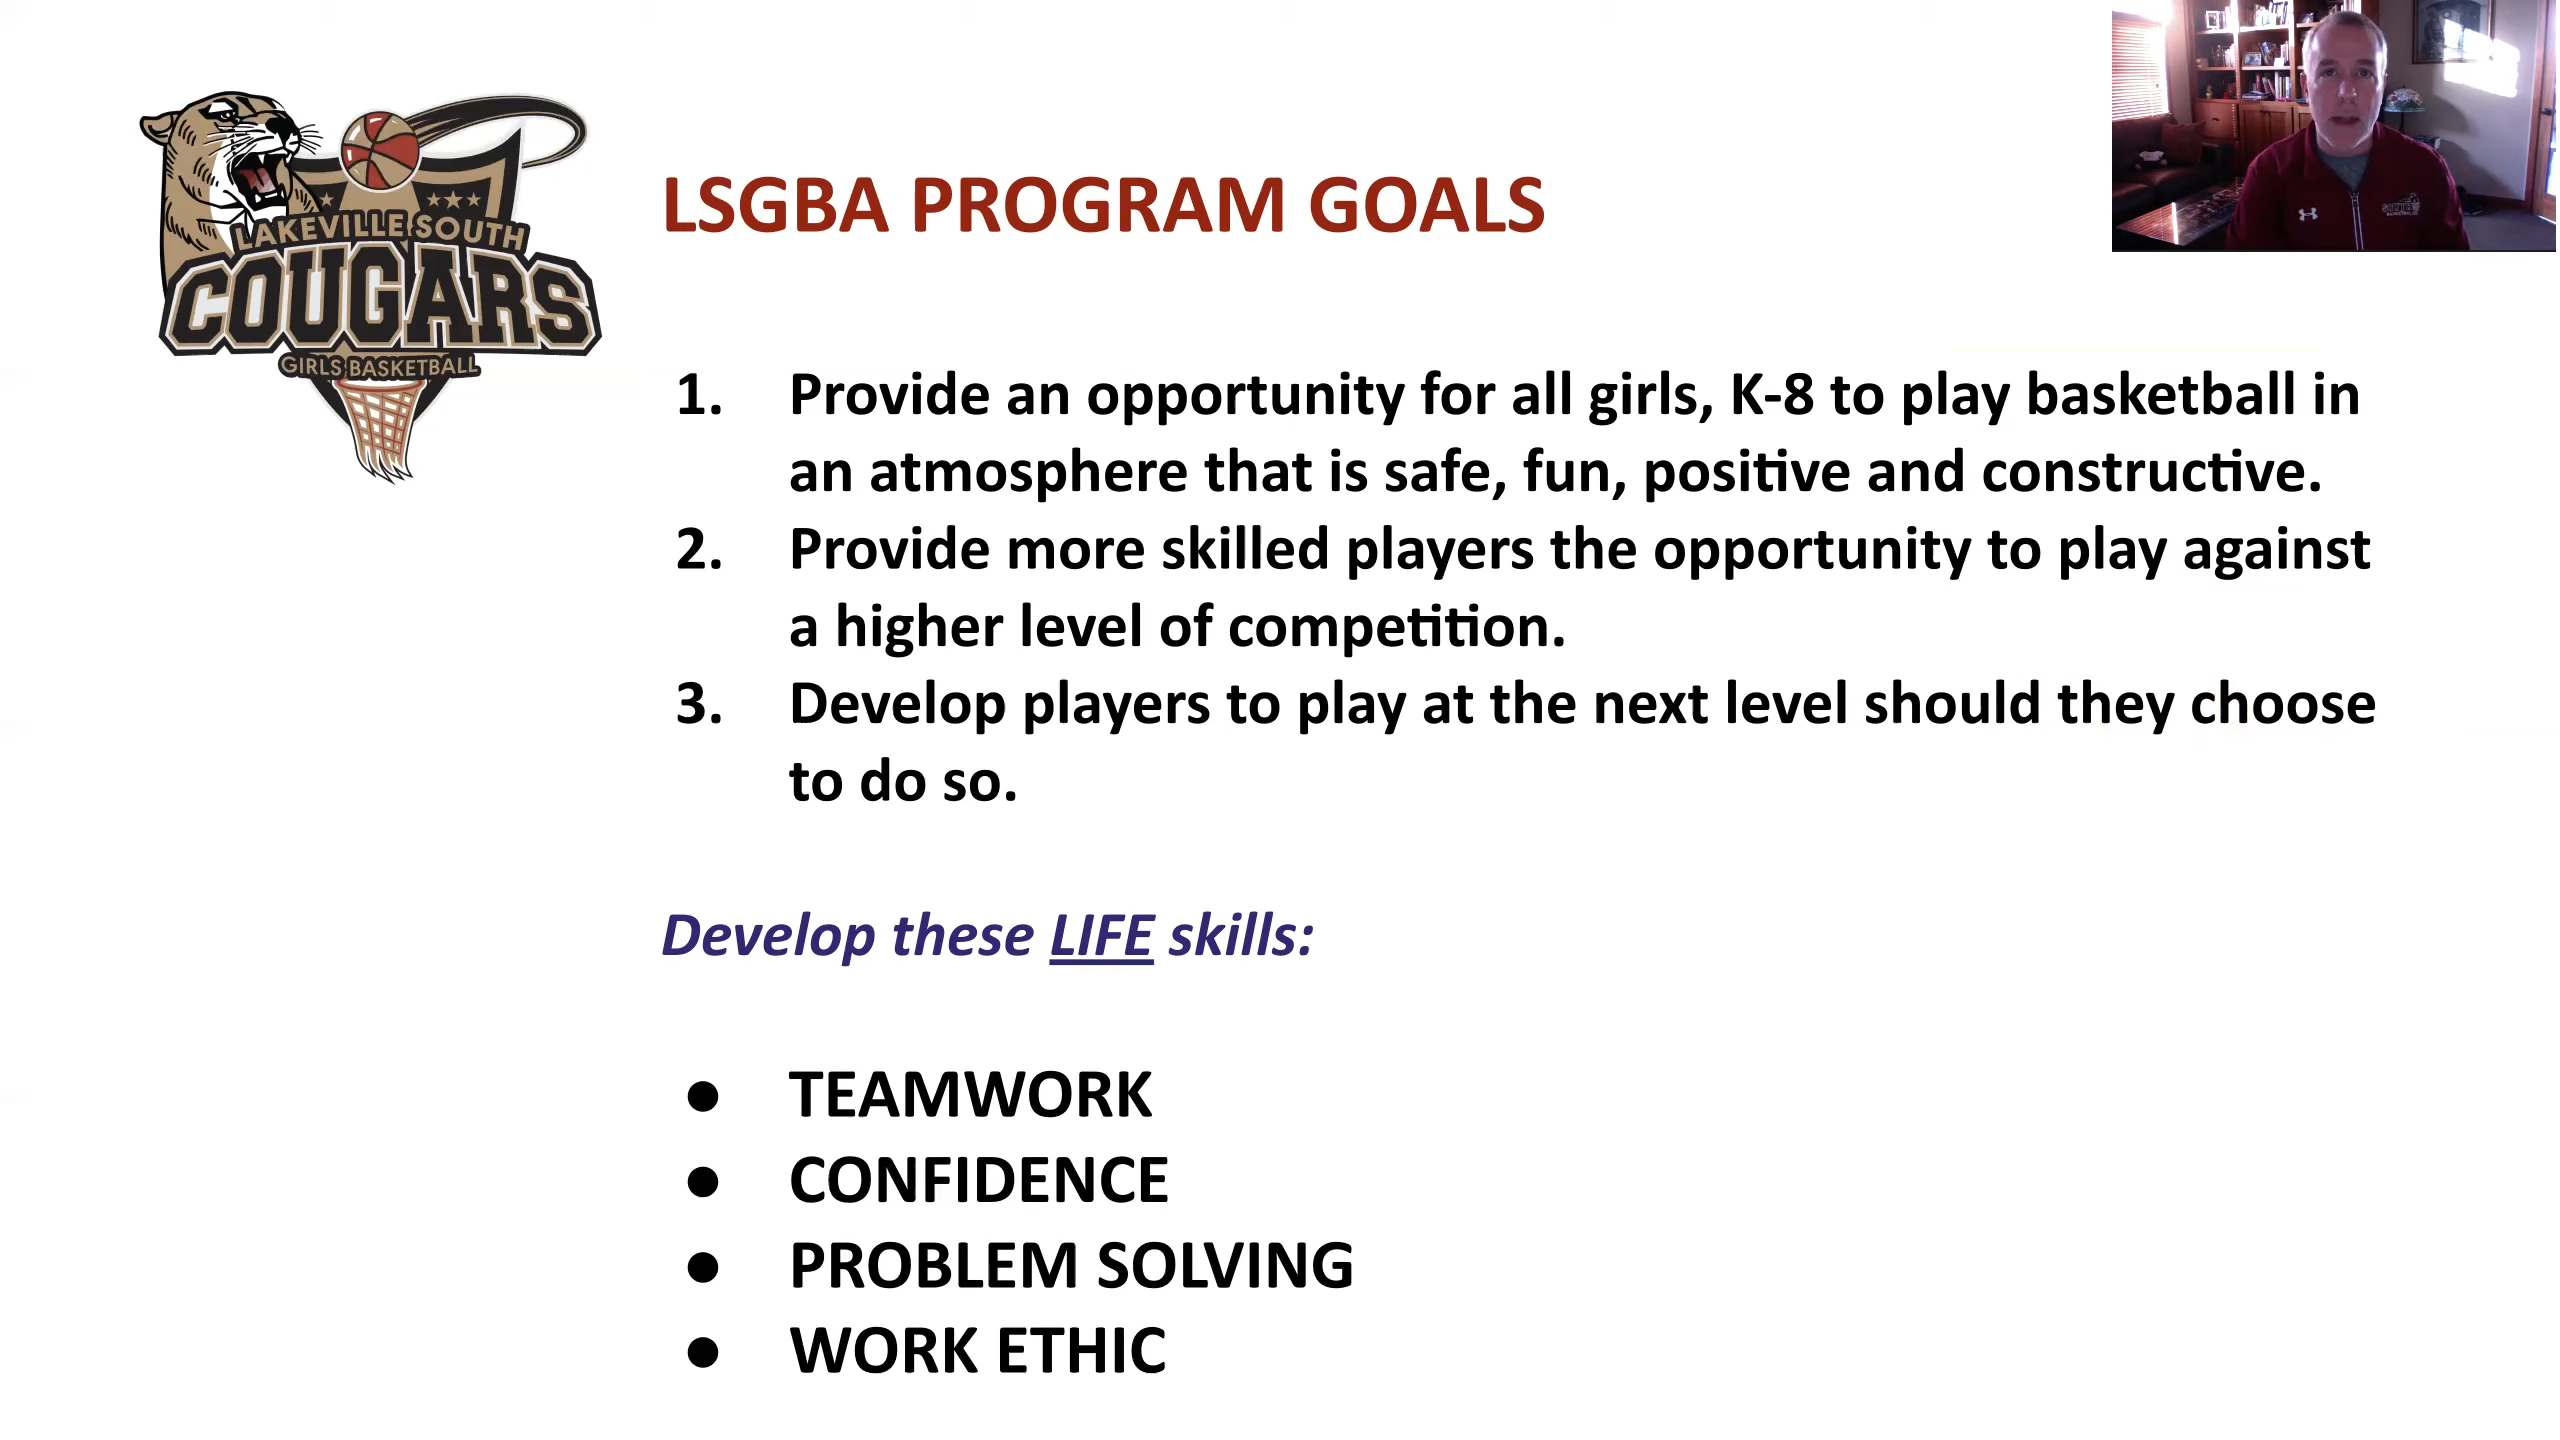 LAKEVILLE SOUTH
COUGARS
GIRLS BASKETBALL
LSGBA PROGRAM GOALS
1. Provide an opportunity for all girls, K-8 to play basketball in
an atmosphere that is safe, fun, positive and constructive.
2. Provide more skilled players the opportunity to play against
a higher level of competition.
3. Develop players to play at the next level should they choose
to do so.
Develop these LIFE skills:
● TEAMWORK
● CONFIDENCE
● PROBLEM SOLVING
● WORK ETHIC
SOUTH
BASKETBALL